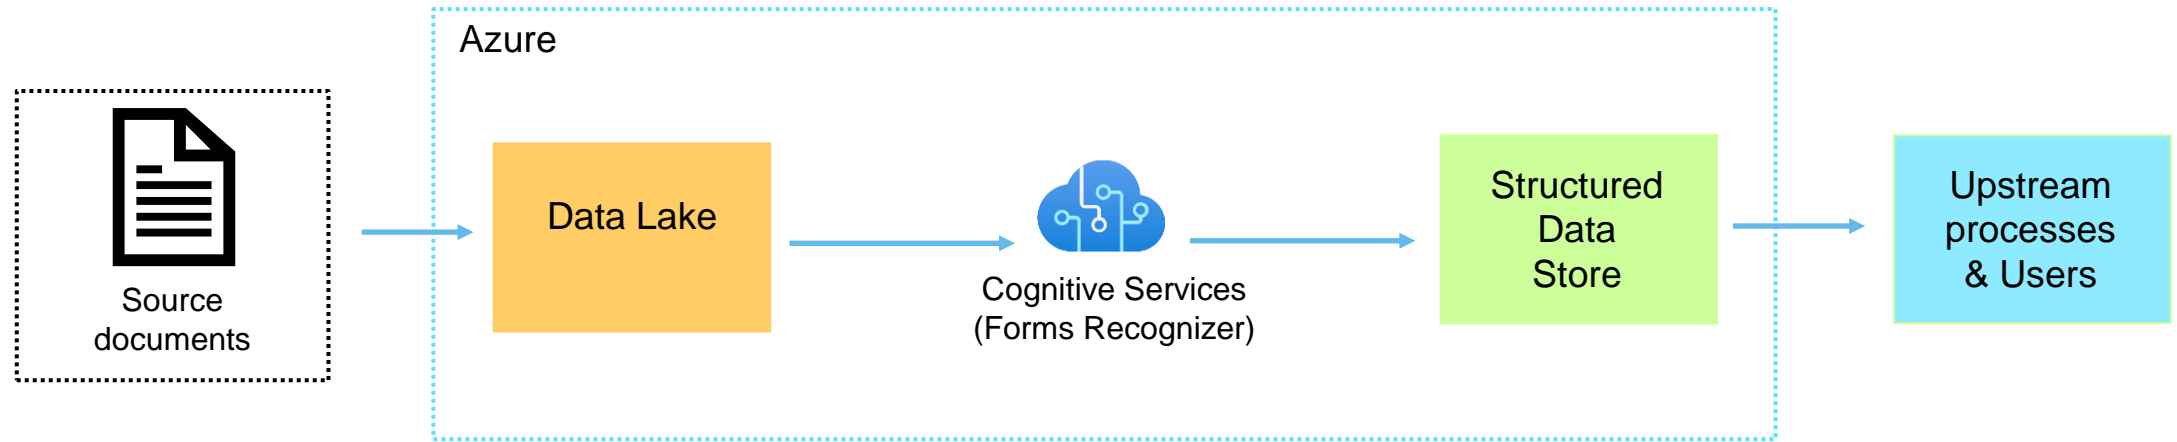 Azure
Source
documents
Data Lake
Cognitive Services
(Forms Recognizer)
Structured
Data
Store
Upstream
processes
& Users